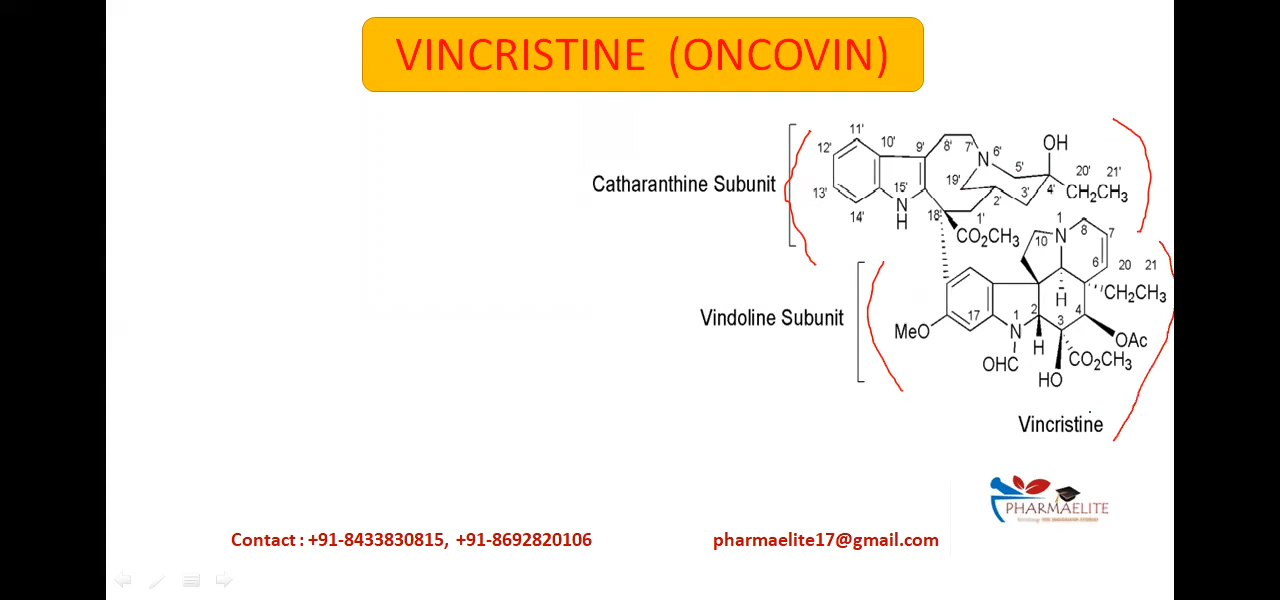 VINCRISTINE (ONCOVIN)
Catharanthine Subunit
11' 10' 12' 13' 14' 9' 8' 7' N 6' 5' OH 4' 20' 21' CH2CH3
15' NH 19' 2' 3' 18' 1' CO2CH3
Vindoline Subunit
10 N 1 8 7 6 20 21 CH2CH3 H
MeO 17 N 1 2 3 4 H OAc
OHC HO CO2CH3
Vincristine
PHARMAELITE
Contact : +91-8433830815, +91-8692820106
pharmaelite17@gmail.com